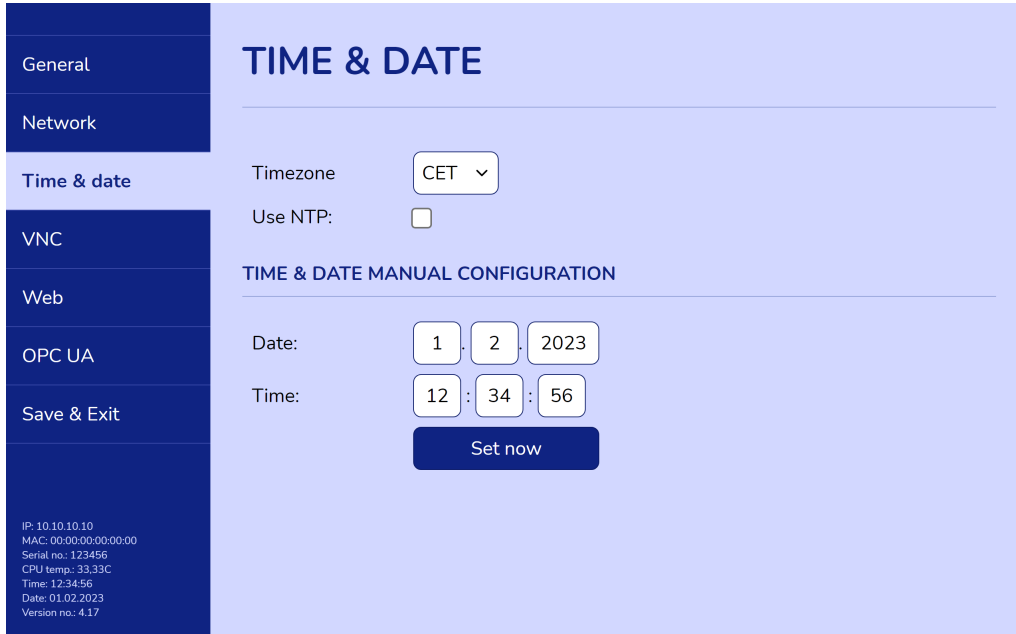 General
Network
Time & date
VNC
Web
OPC UA
Save & Exit
IP: 10.10.10.10
MAC: 00:00:00:00:00:00
Serial no.: 123456
CPU temp.: 33,33C
Time: 12:34:56
Date: 01.02.2023
Version no.: 4.17
TIME & DATE
Timezone CET
Use NTP:
TIME & DATE MANUAL CONFIGURATION
Date: 1 . 2 . 2023
Time: 12 : 34 : 56
Set now